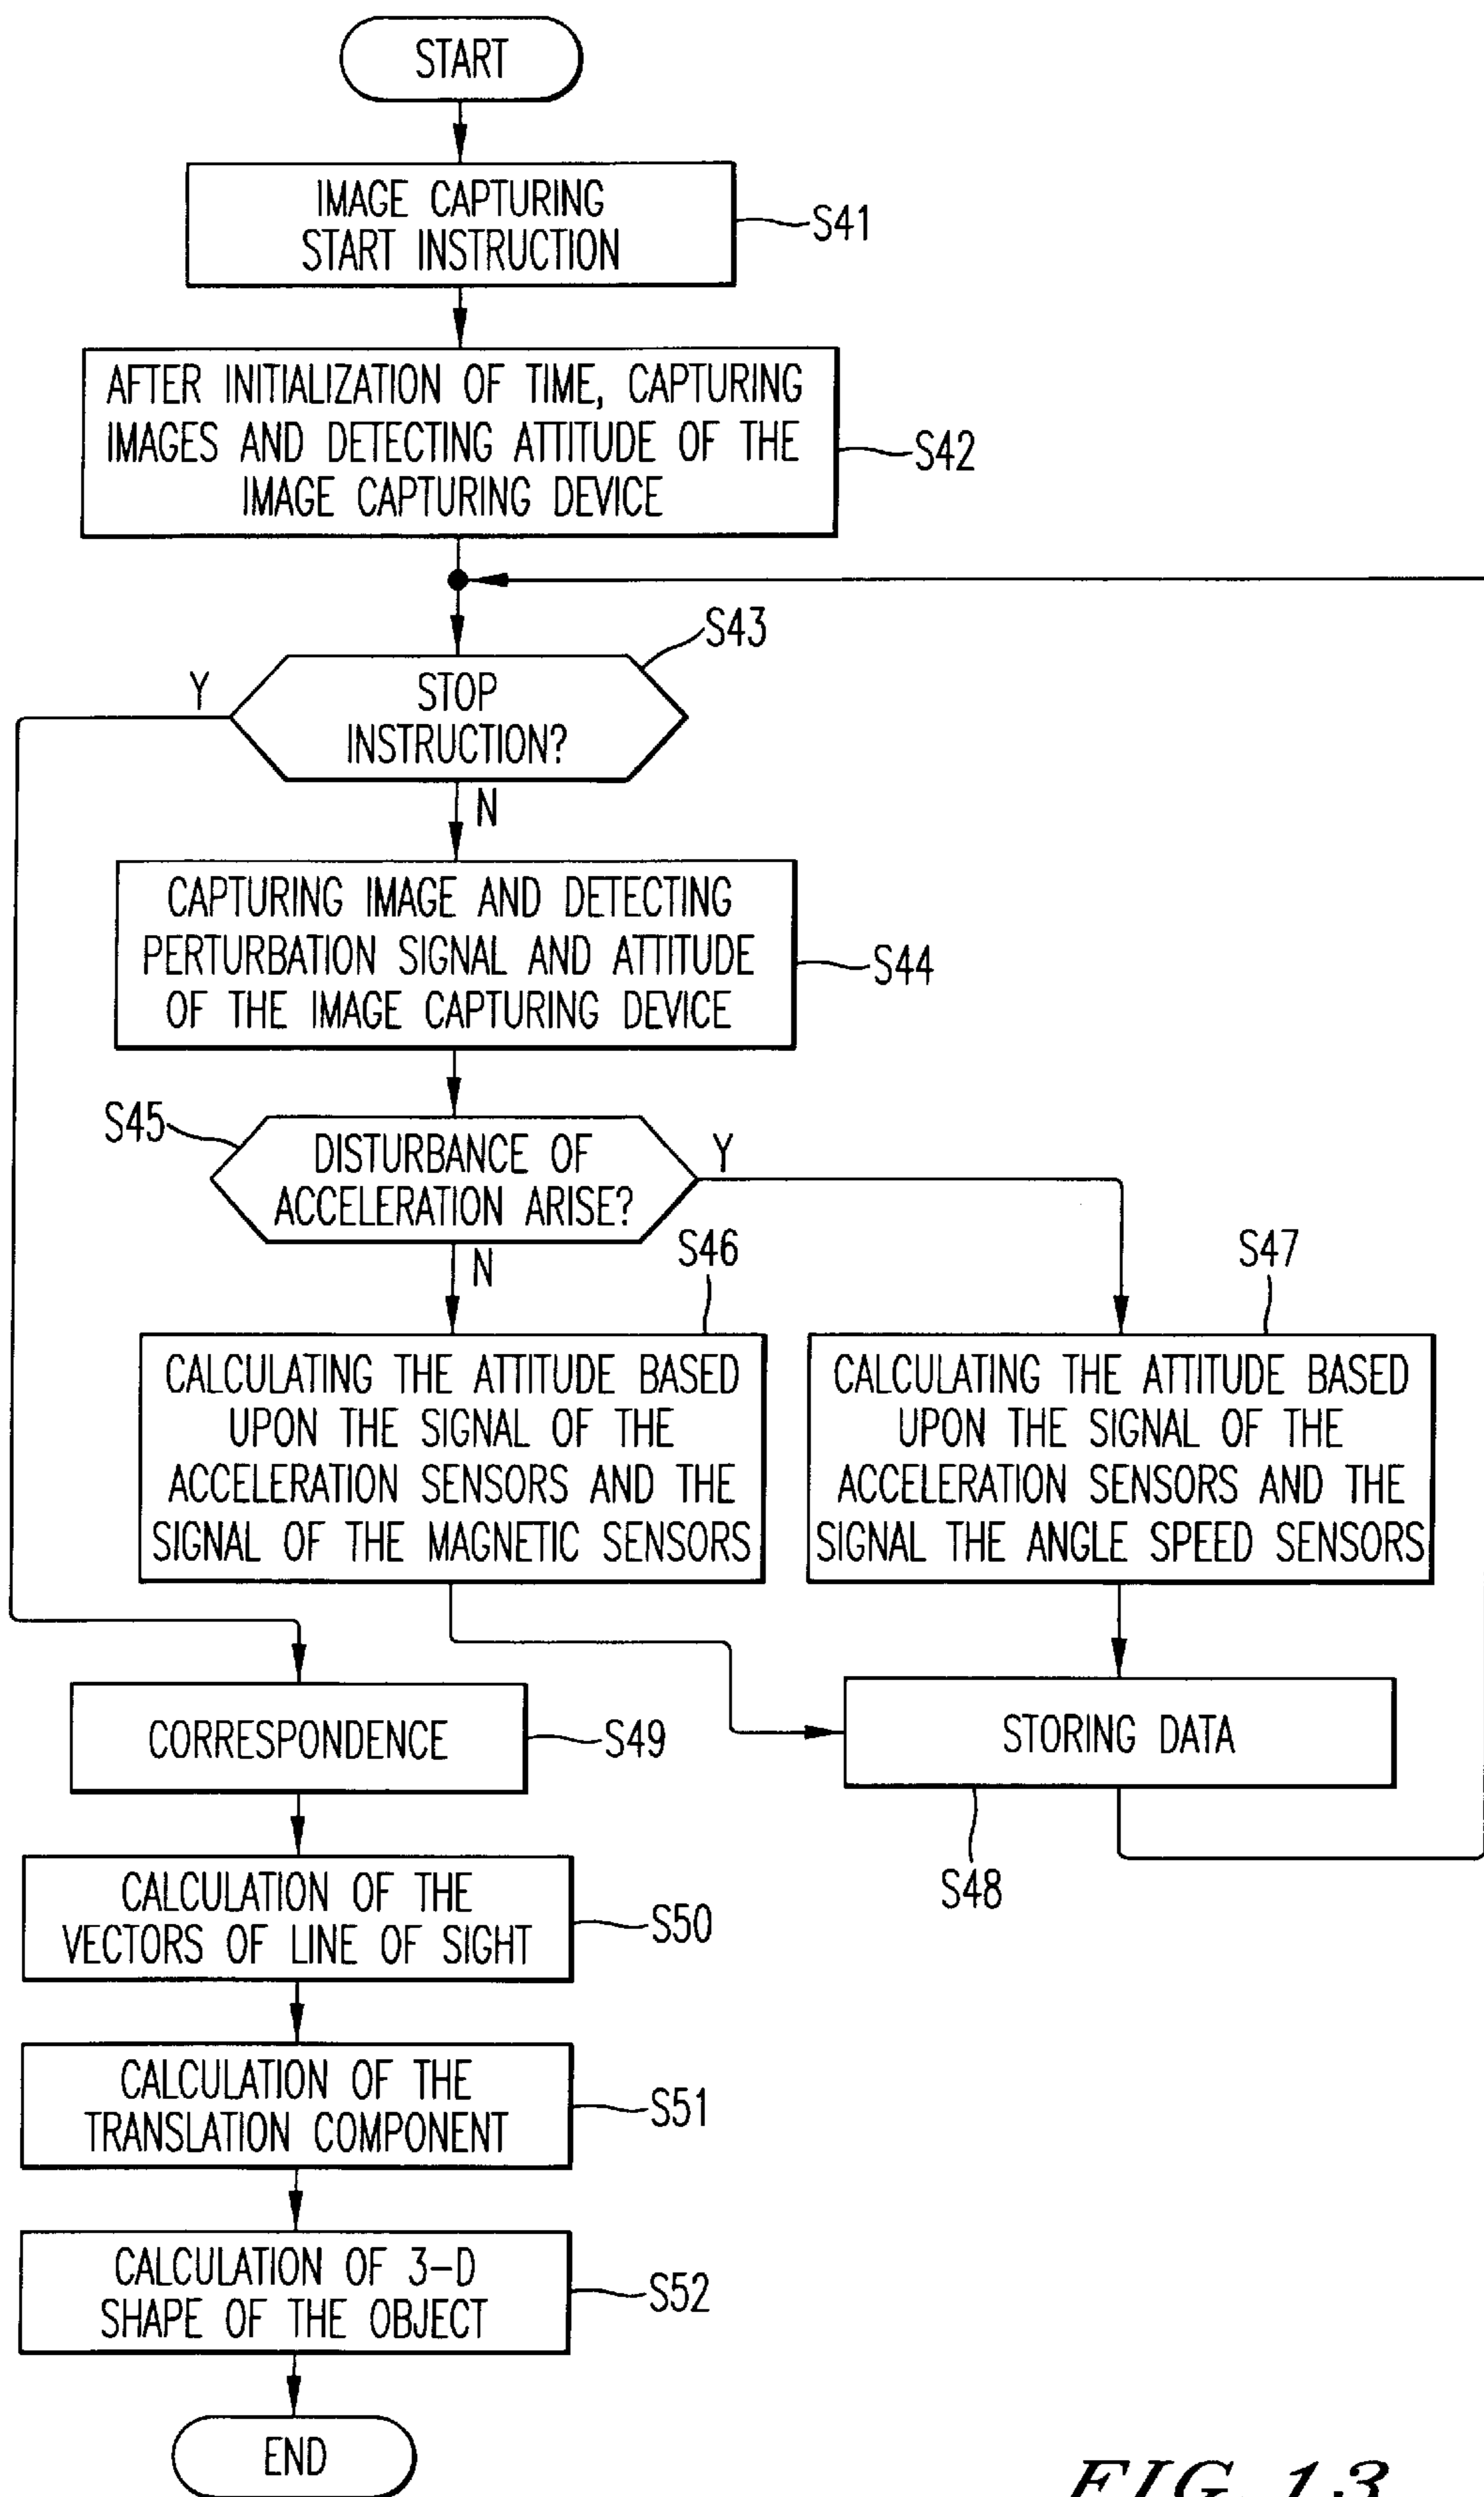 START
IMAGE CAPTURING
START INSTRUCTION
S41
AFTER INITIALIZATION OF TIME, CAPTURING
IMAGES AND DETECTING ATTITUDE OF THE
IMAGE CAPTURING DEVICE
S42
S43
Y
STOP
INSTRUCTION?
N
CAPTURING IMAGE AND DETECTING
PERTURBATION SIGNAL AND ATTITUDE
OF THE IMAGE CAPTURING DEVICE
S44
S45
DISTURBANCE OF
ACCELERATION ARISE?
Y
N
S46
CALCULATING THE ATTITUDE BASED
UPON THE SIGNAL OF THE
ACCELERATION SENSORS AND THE
SIGNAL OF THE MAGNETIC SENSORS
S47
CALCULATING THE ATTITUDE BASED
UPON THE SIGNAL OF THE
ACCELERATION SENSORS AND THE
SIGNAL THE ANGLE SPEED SENSORS
STORING DATA
S48
CORRESPONDENCE
S49
CALCULATION OF THE
VECTORS OF LINE OF SIGHT
S50
CALCULATION OF THE
TRANSLATION COMPONENT
S51
CALCULATION OF 3-D
SHAPE OF THE OBJECT
S52
END
FIG. 13